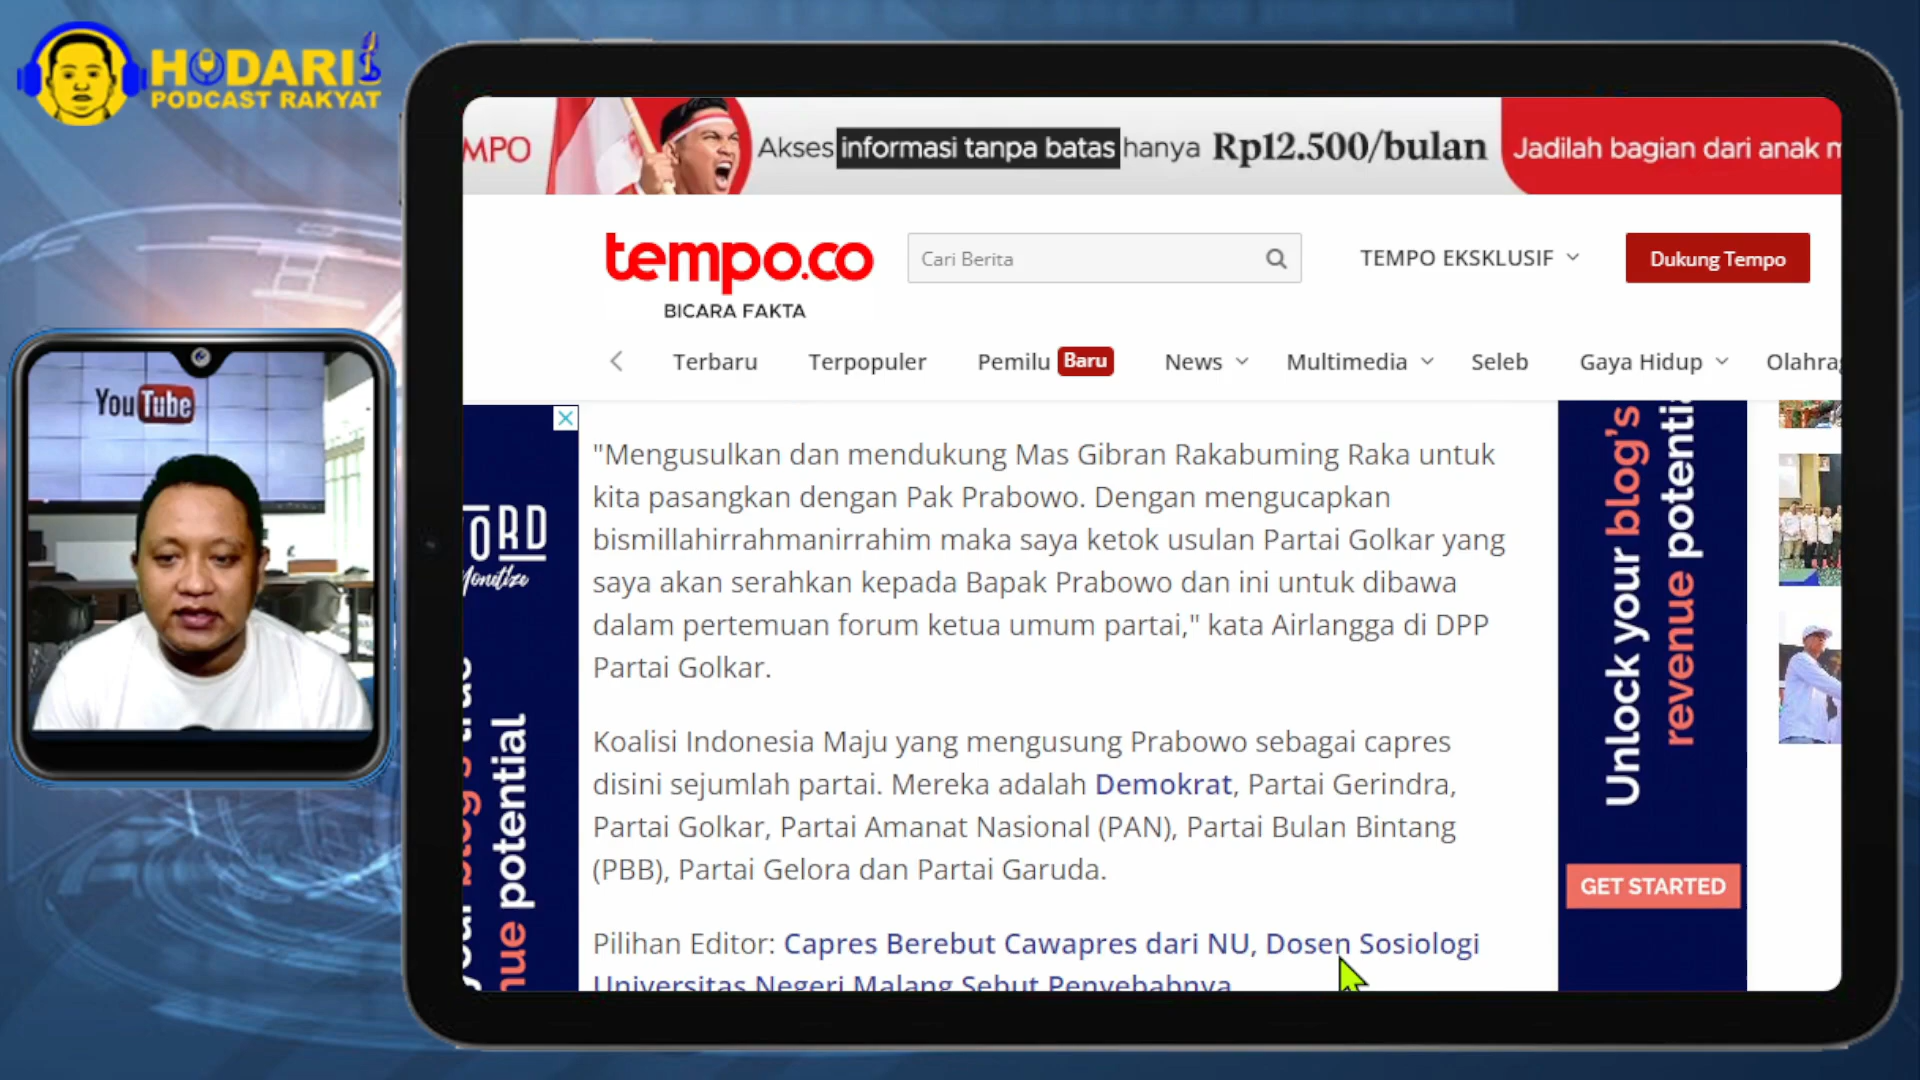 HODARI
PODCAST RAKYAT
YouTube
MPO
Akses informasi tanpa batas hanya Rp12.500/bulan
Jadilah bagian dari anak m
tempo.co
BICARA FAKTA
Cari Berita
TEMPO EKSKLUSIF
Dukung Tempo
Terbaru
Terpopuler
Pemilu Baru
News
Multimedia
Seleb
Gaya Hidup
Olahrag
"Mengusulkan dan mendukung Mas Gibran Rakabuming Raka untuk
kita pasangkan dengan Pak Prabowo. Dengan mengucapkan
bismillahirrahmanirrahim maka saya ketok usulan Partai Golkar yang
saya akan serahkan kepada Bapak Prabowo dan ini untuk dibawa
dalam pertemuan forum ketua umum partai," kata Airlangga di DPP
Partai Golkar.
Koalisi Indonesia Maju yang mengusung Prabowo sebagai capres
disini sejumlah partai. Mereka adalah Demokrat, Partai Gerindra,
Partai Golkar, Partai Amanat Nasional (PAN), Partai Bulan Bintang
(PBB), Partai Gelora dan Partai Garuda.
Pilihan Editor: Capres Berebut Cawapres dari NU, Dosen Sosiologi
Universitas Negeri Malang Sebut Penyebabnya
ORD
Monetize
your blog's true
nue potential
Unlock your blog's
revenue potenti
GET STARTED